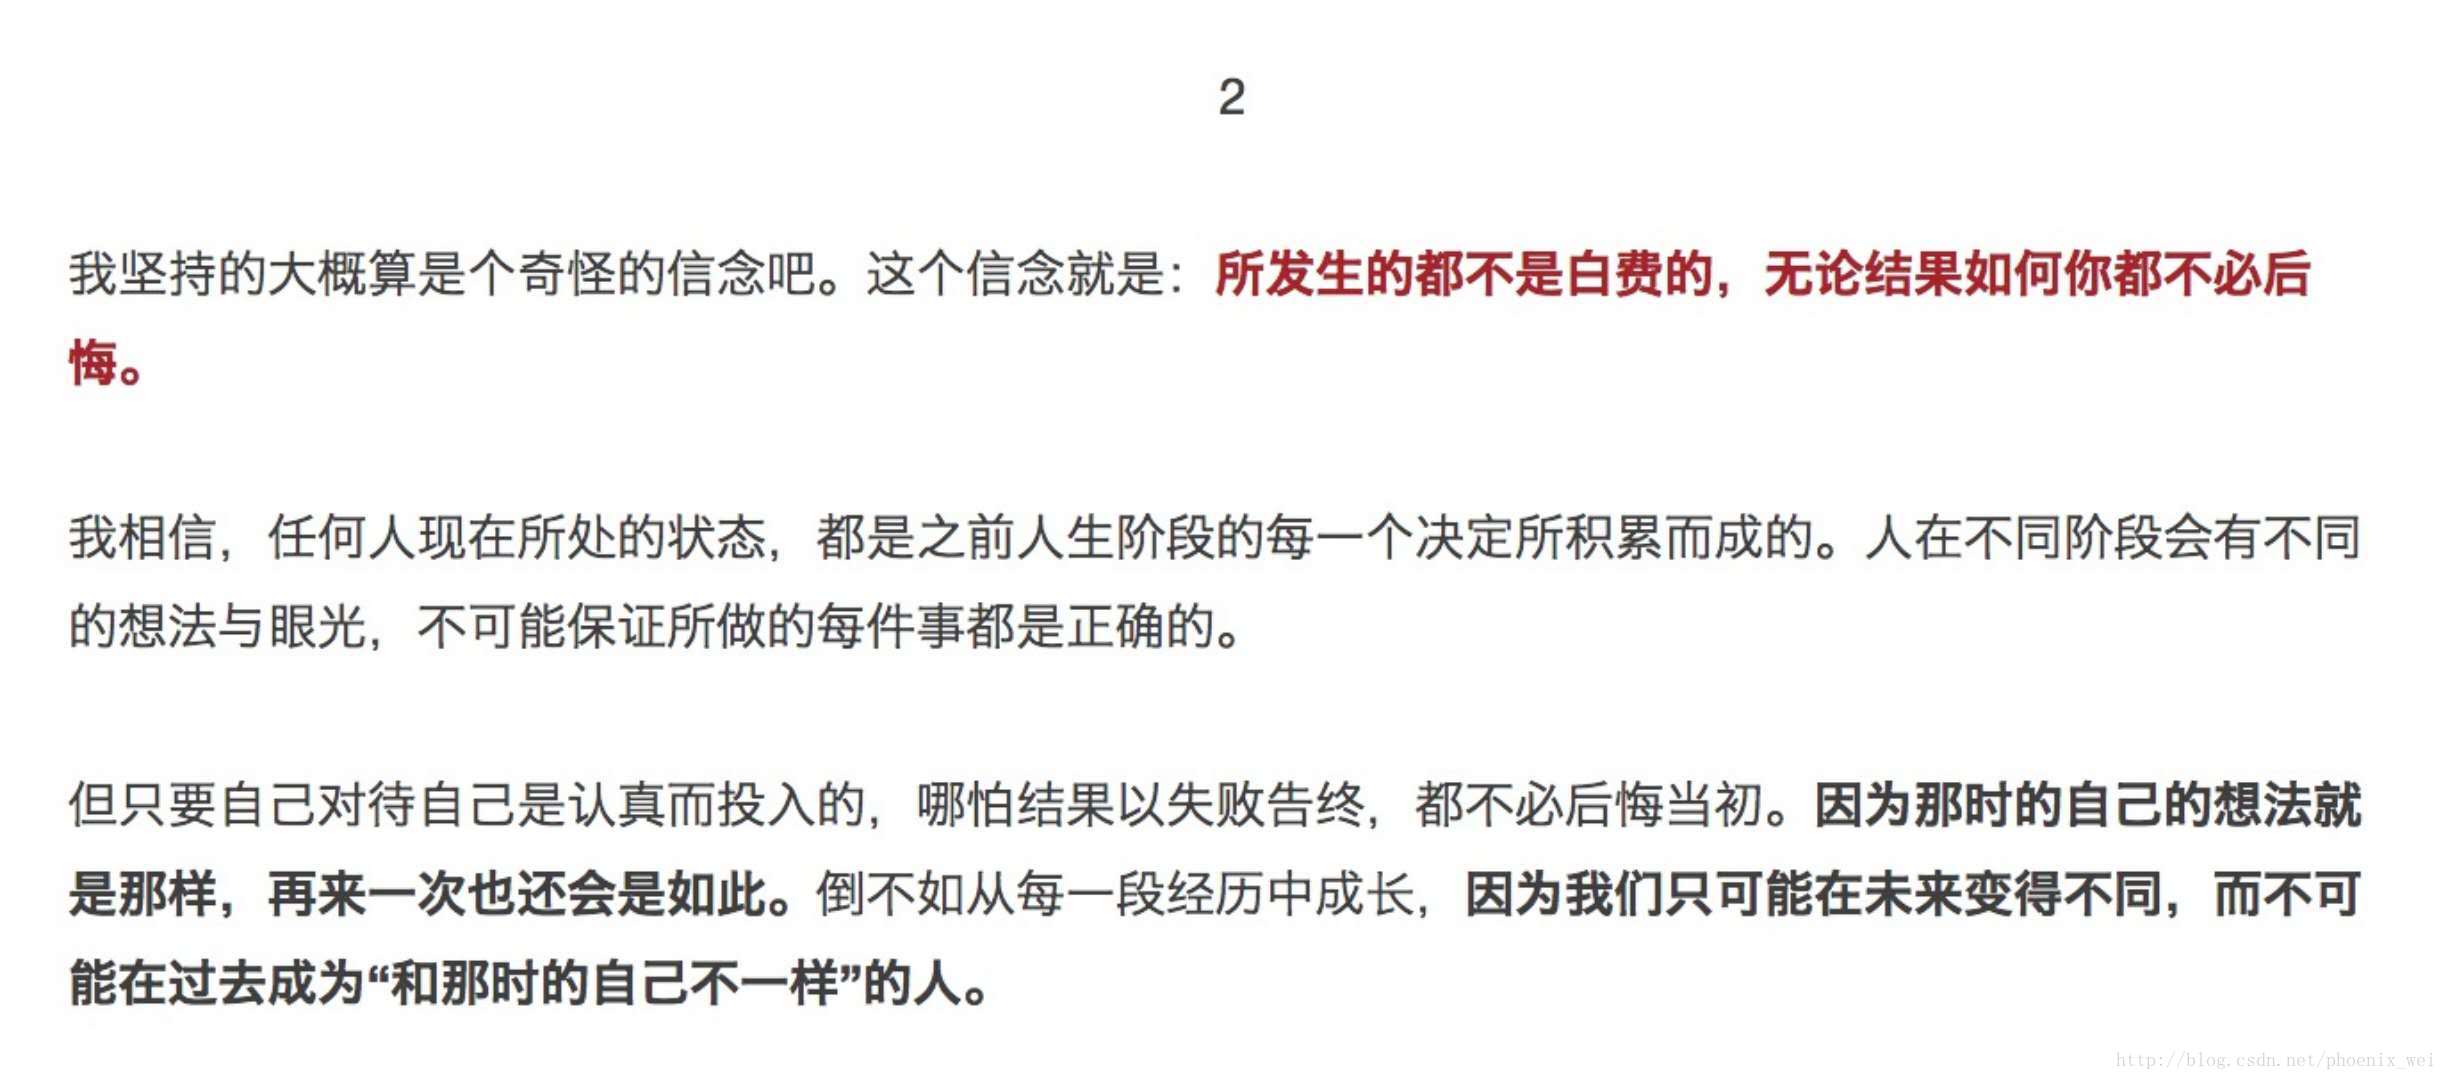 2
我坚持的大概算是个奇怪的信念吧。这个信念就是：所发生的都不是白费的，无论结果如何你都不必后
悔。
我相信，任何人现在所处的状态，都是之前人生阶段的每一个决定所积累而成的。人在不同阶段会有不同
的想法与眼光，不可能保证所做的每件事都是正确的。
但只要自己对待自己是认真而投入的，哪怕结果以失败告终，都不必后悔当初。因为那时的自己的想法就
是那样，再来一次也还会是如此。倒不如从每一段经历中成长，因为我们只可能在未来变得不同，而不可
能在过去成为“和那时的自己不一样”的人。
http://blog.csdn.net/phoenix_wei